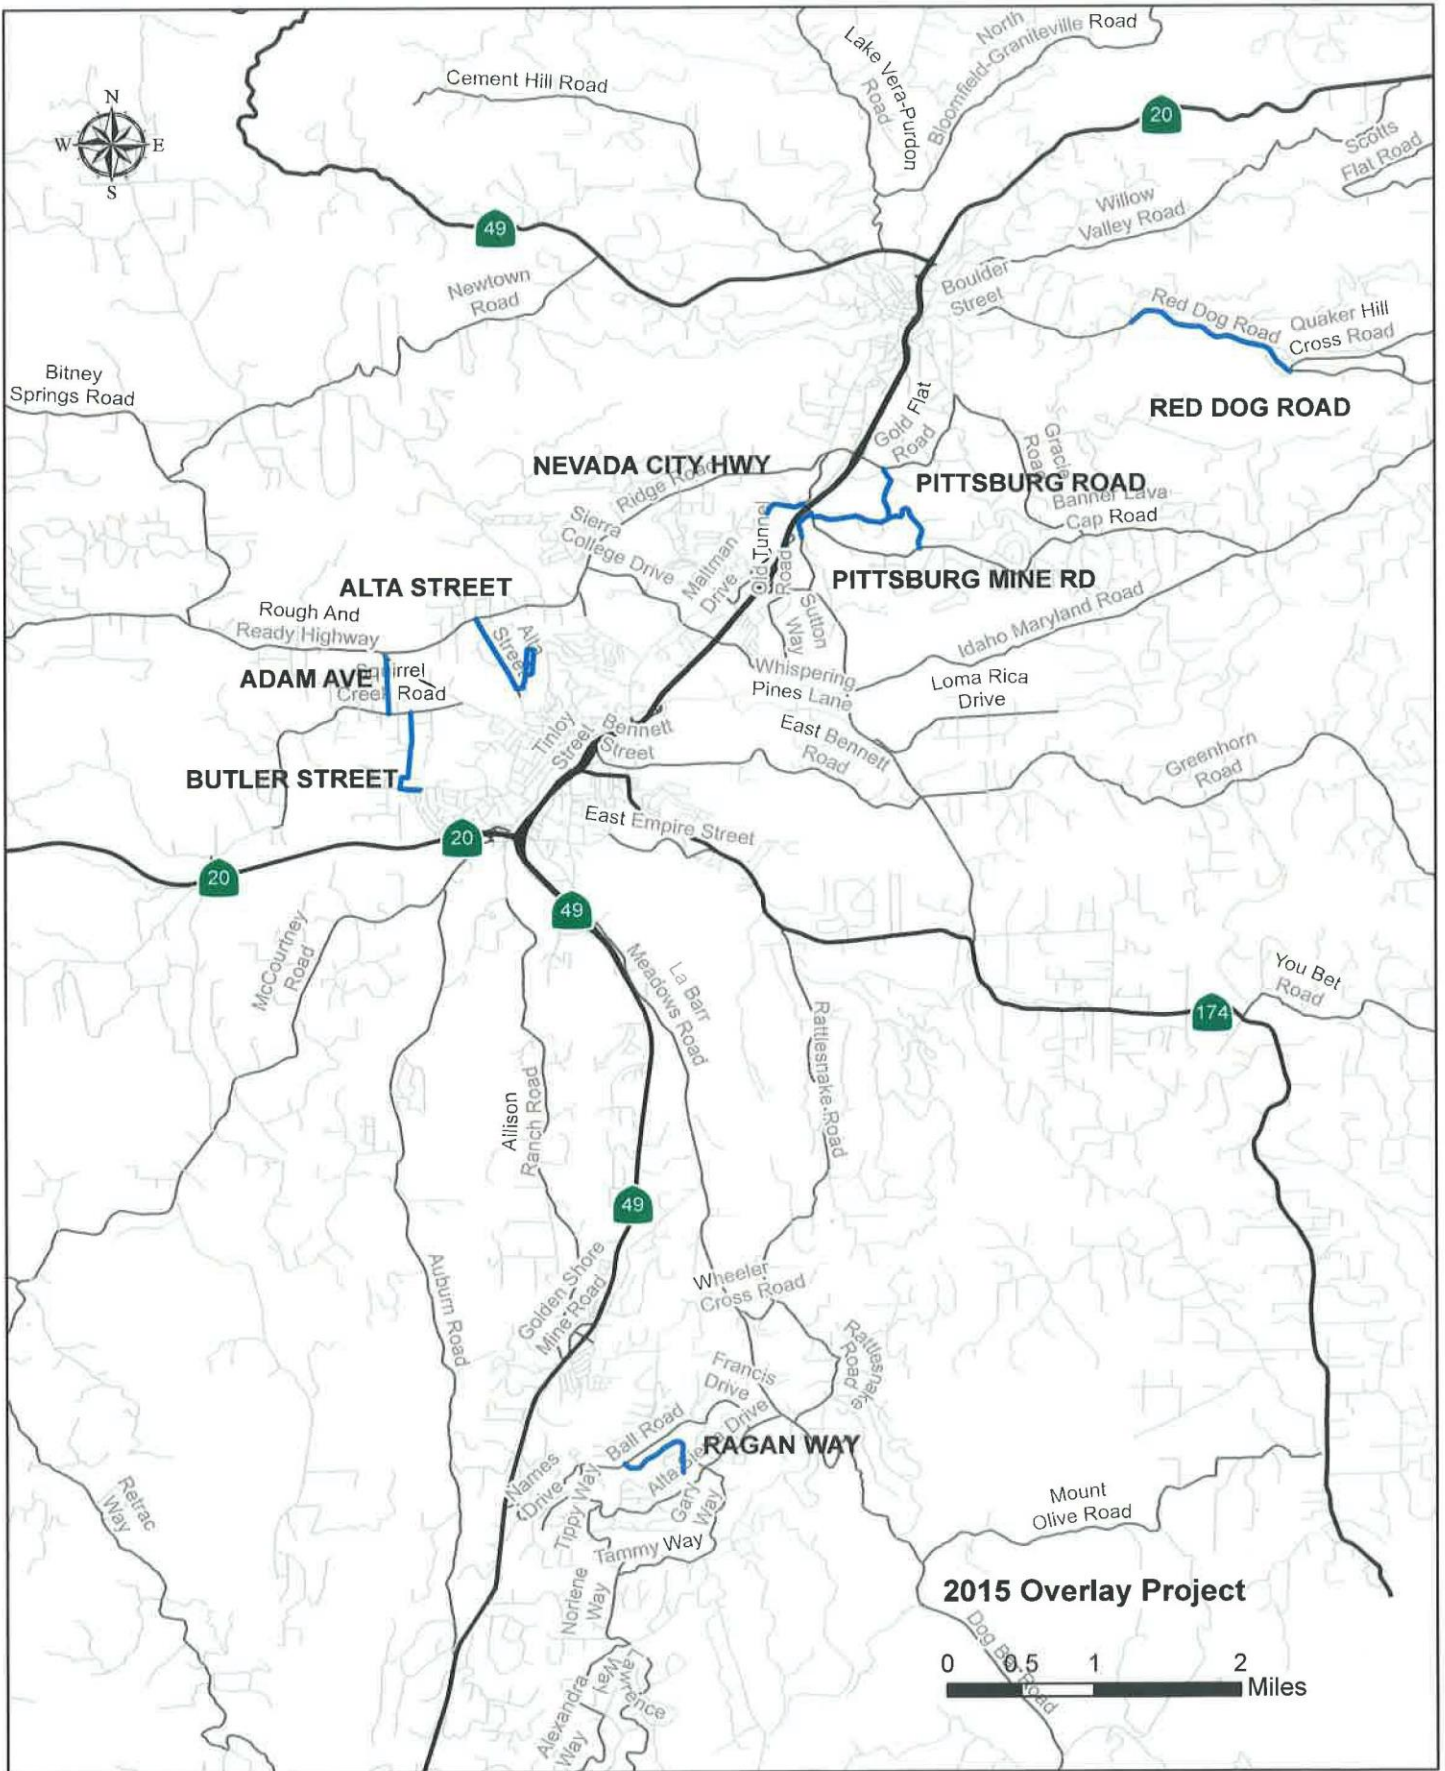 North
Bloomfield-Graniteville Road
Lake Vera-Purdon
Road
Cement Hill Road
N
W
E
S
20
Scotts
Flat Road
Willow
Valley Road
49
Newtown
Road
Boulder
Street
Red Dog Road
Quaker Hill
Cross Road
Bitney
Springs Road
RED DOG ROAD
Gold Flat
Road
Gracie
Road
NEVADA CITY HWY
Ridge Road
PITTSBURG ROAD
Banner Lava
Cap Road
Sierra
College Drive
Maltman
Drive
Old Tunnel
Road
PITTSBURG MINE RD
ALTA STREET
Rough And
Ready Highway
Alta
Street
Sutton
Way
Idaho Maryland Road
ADAM AVE
Squirrel
Creek Road
Whispering
Pines Lane
Loma Rica
Drive
Tinloy
Street
Bennett
Street
East Bennett
Road
Greenhorn
Road
BUTLER STREET
East Empire Street
20
20
49
McCourtney
Road
La Barr
Meadows Road
You Bet
Road
174
Rattlesnake Road
Allison
Ranch Road
49
Auburn Road
Golden Shore
Mine Road
Wheeler
Cross Road
Rattlesnake
Road
Francis
Drive
Ball Road
Alta Sierra Drive
RAGAN WAY
Names
Drive
Tippy Way
Gary
Way
Retrac
Way
Mount
Olive Road
Tammy Way
Norlene
Way
2015 Overlay Project
Dog Bar Road
Lawrence
Way
Alexandra
Way
0 0.5 1 2
Miles